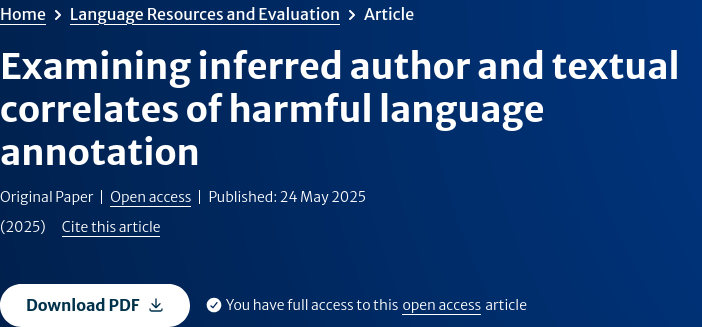 Home > Language Resources and Evaluation > Article
Examining inferred author and textual
correlates of harmful language
annotation
Original Paper | Open access | Published: 24 May 2025
(2025) Cite this article
Download PDF You have full access to this open access article